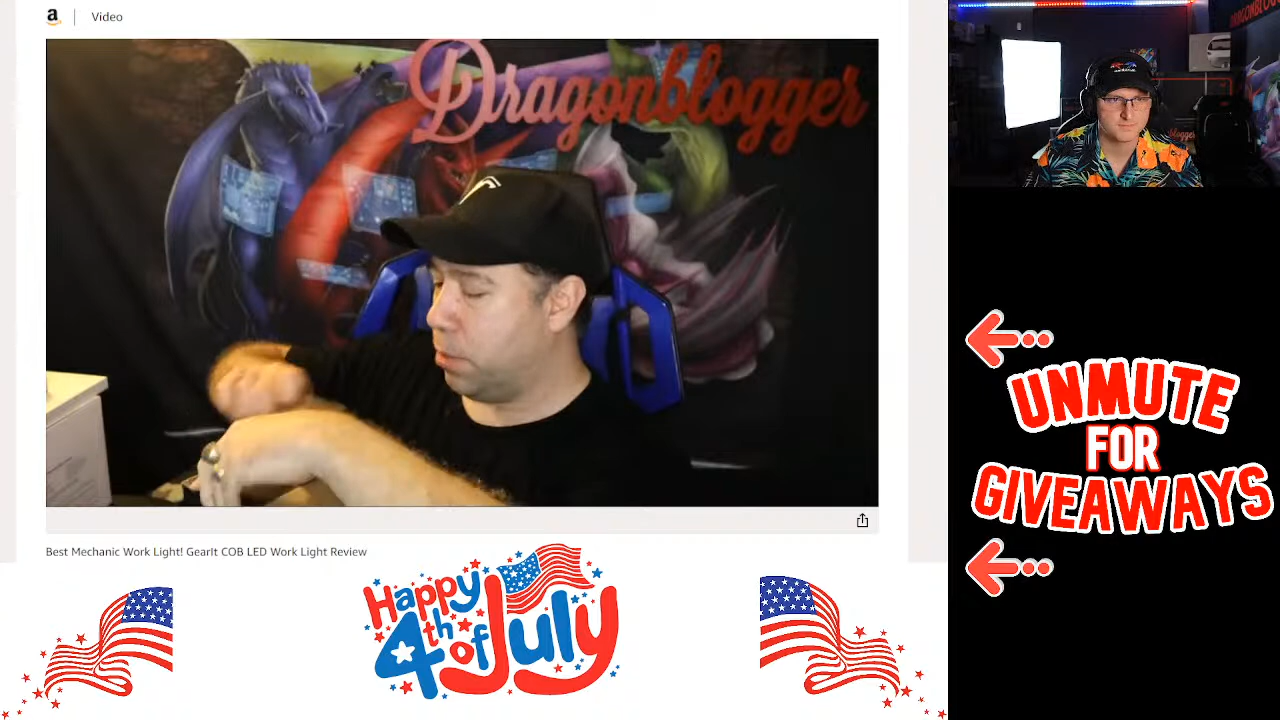 a
Video
Dragonblogger
Best Mechanic Work Light! GearIt COB LED Work Light Review
Happy
4th of July
UNMUTE
FOR
GIVEAWAYS